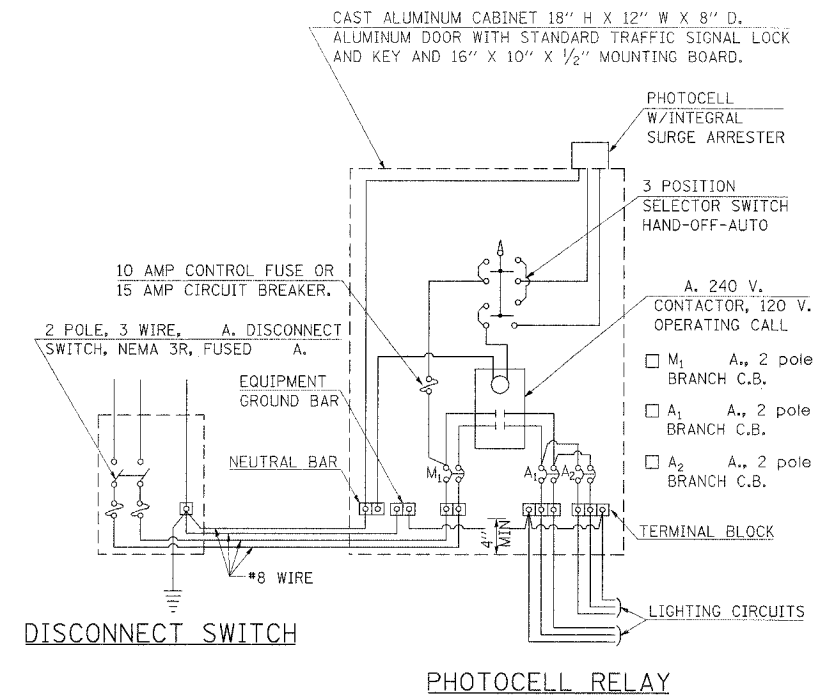 CAST ALUMINUM CABINET 18" H X 12" W X 8" D.
ALUMINUM DOOR WITH STANDARD TRAFFIC SIGNAL LOCK
AND KEY AND 16" X 10" X 1/2" MOUNTING BOARD.
PHOTOCELL
W/INTEGRAL
SURGE ARRESTER
3 POSITION
SELECTOR SWITCH
HAND-OFF-AUTO
10 AMP CONTROL FUSE OR
15 AMP CIRCUIT BREAKER.
A. 240 V.
CONTACTOR, 120 V.
OPERATING CALL
2 POLE, 3 WIRE, A. DISCONNECT
SWITCH, NEMA 3R, FUSED A.
M1 A., 2 pole
BRANCH C.B.
EQUIPMENT
GROUND BAR
A1 A., 2 pole
BRANCH C.B.
NEUTRAL BAR
M1
A1
A2
A2 A., 2 pole
BRANCH C.B.
4" MIN
TERMINAL BLOCK
#8 WIRE
LIGHTING CIRCUITS
DISCONNECT SWITCH
PHOTOCELL RELAY